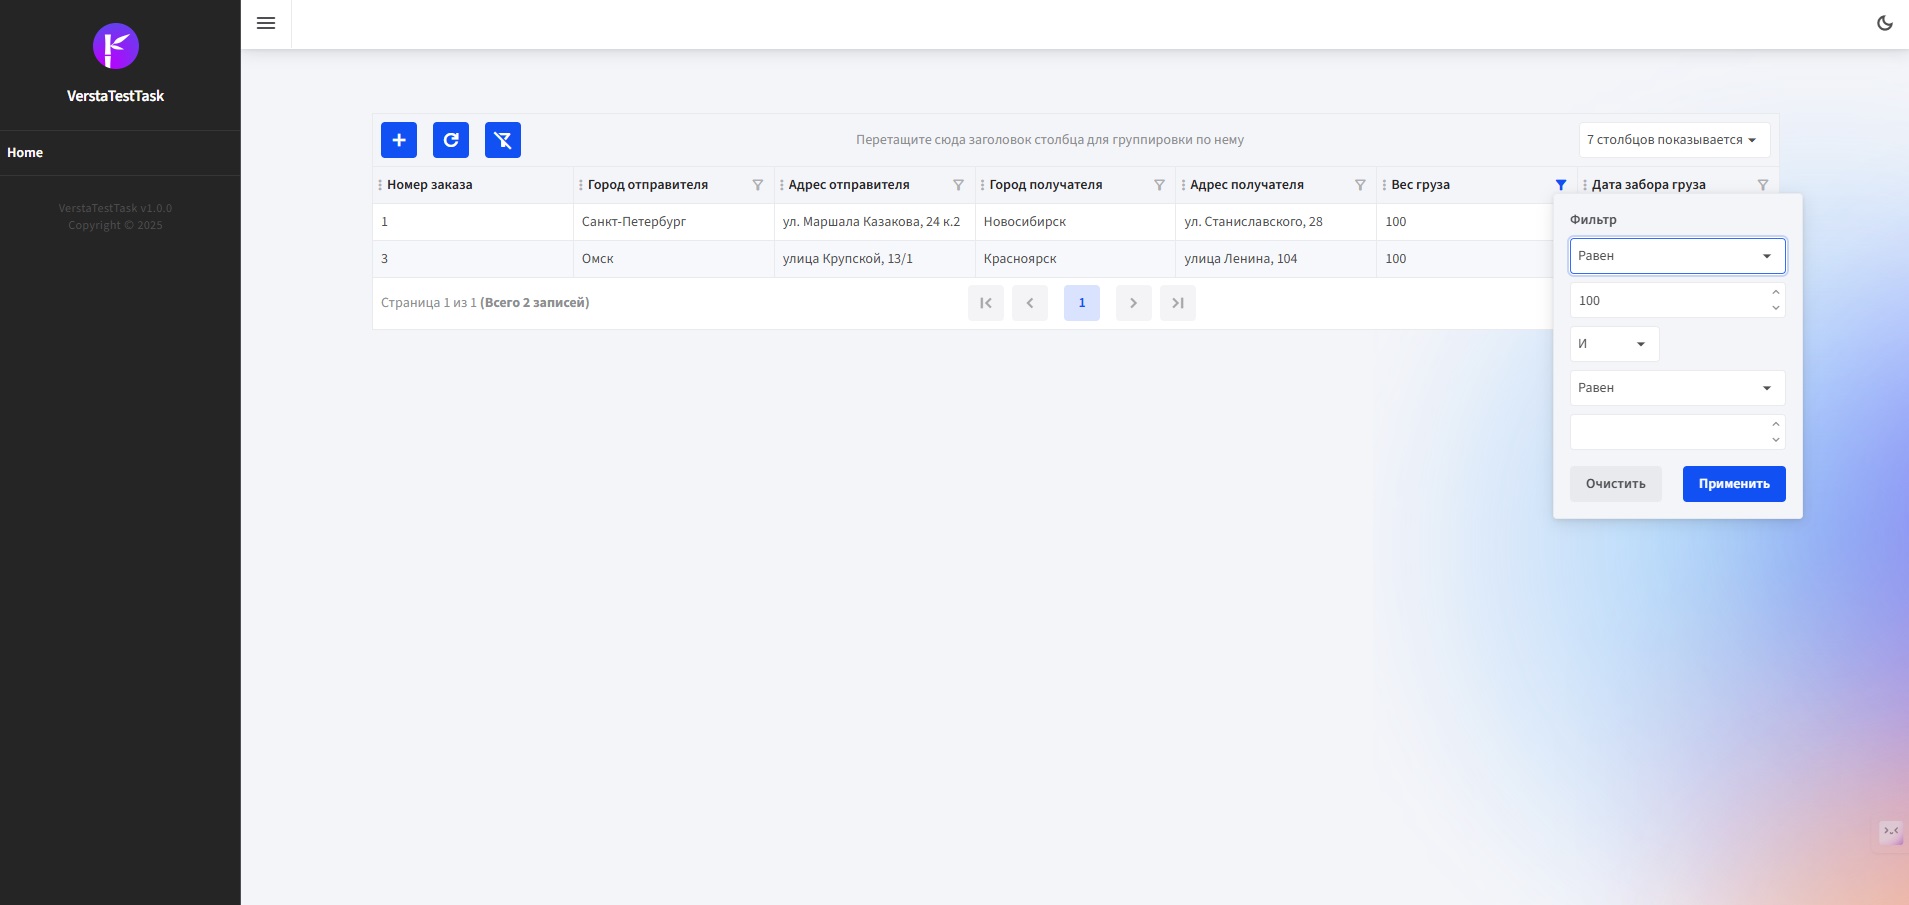 VerstaTestTask
Home
VerstaTestTask v1.0.0
Copyright © 2025
Перетащите сюда заголовок столбца для группировки по нему
7 столбцов показывается
Номер заказа Город отправителя Адрес отправителя Город получателя Адрес получателя Вес груза Дата забора груза
1 Санкт-Петербург ул. Маршала Казакова, 24 к.2 Новосибирск ул. Станиславского, 28 100
3 Омск улица Крупской, 13/1 Красноярск улица Ленина, 104 100
Страница 1 из 1 (Всего 2 записей)
1
Фильтр
Равен
100
И
Равен
Очистить Применить